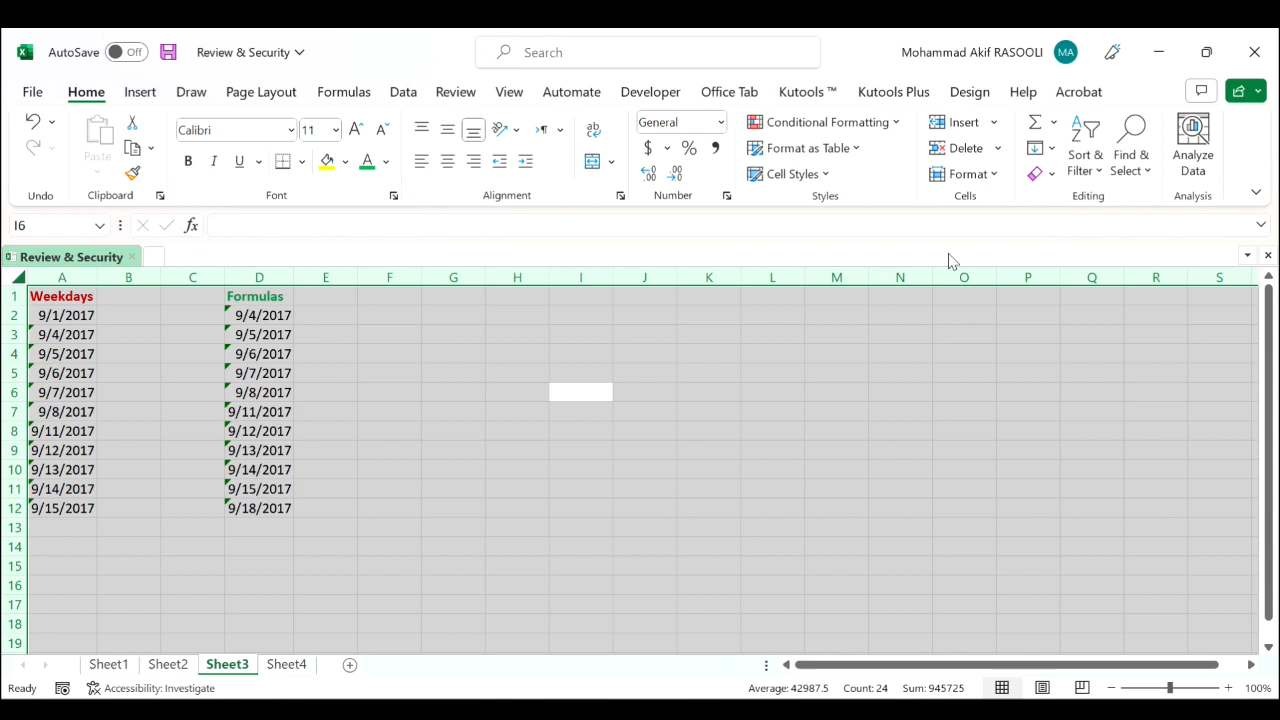 AutoSave Off Review & Security Search Mohammad Akif RASOOLI MA
File Home Insert Draw Page Layout Formulas Data Review View Automate Developer Office Tab Kutools ™ Kutools Plus Design Help Acrobat
Calibri 11 General Conditional Formatting Insert
Paste $ % Format as Table Delete Sort & Find & Analyze
B I U A Cell Styles Format Filter Select Data
Undo Clipboard Font Alignment Number Styles Cells Editing Analysis
I6 fx
Review & Security
A B C D E F G H I J K L M N O P Q R S
1 Weekdays Formulas
2 9/1/2017 9/4/2017
3 9/4/2017 9/5/2017
4 9/5/2017 9/6/2017
5 9/6/2017 9/7/2017
6 9/7/2017 9/8/2017
7 9/8/2017 9/11/2017
8 9/11/2017 9/12/2017
9 9/12/2017 9/13/2017
10 9/13/2017 9/14/2017
11 9/14/2017 9/15/2017
12 9/15/2017 9/18/2017
13
14
15
16
17
18
19
Sheet1 Sheet2 Sheet3 Sheet4
Ready Accessibility: Investigate Average: 42987.5 Count: 24 Sum: 945725 100%